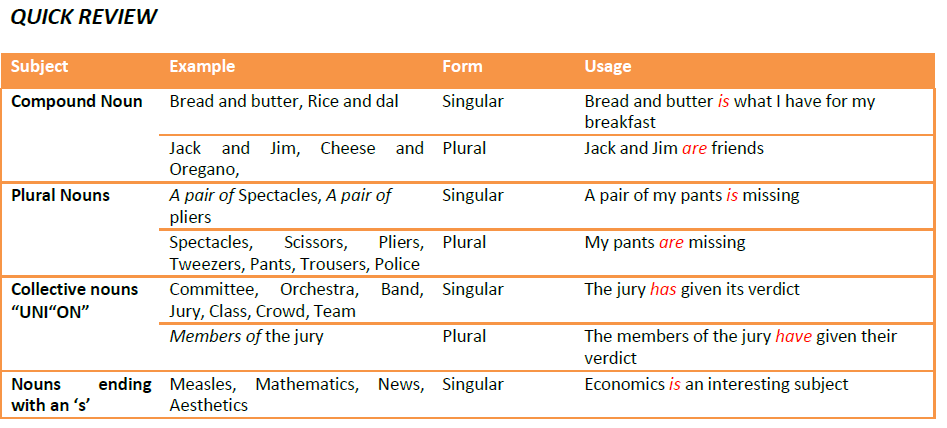 QUICK REVIEW
Subject Example Form Usage
Compound Noun Bread and butter, Rice and dal Singular Bread and butter is what I have for my
breakfast
Jack and Jim, Cheese and Plural Jack and Jim are friends
Oregano,
Plural Nouns A pair of Spectacles, A pair of Singular A pair of my pants is missing
pliers
Spectacles, Scissors, Pliers, Plural My pants are missing
Tweezers, Pants, Trousers, Police
Collective nouns Committee, Orchestra, Band, Singular The jury has given its verdict
“UNI“ON” Jury, Class, Crowd, Team
Members of the jury Plural The members of the jury have given their
verdict
Nouns ending Measles, Mathematics, News, Singular Economics is an interesting subject
with an ‘s’ Aesthetics